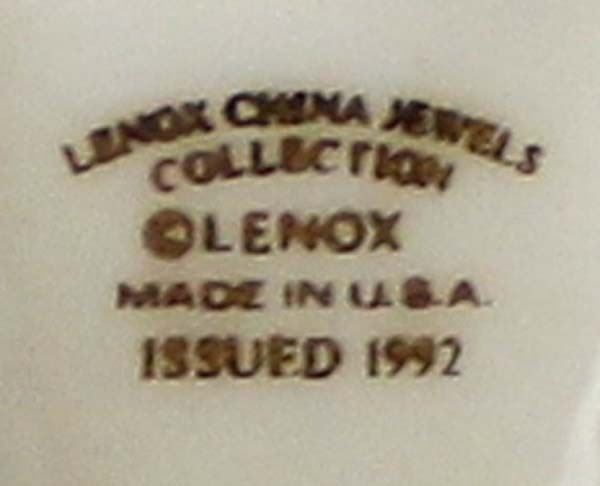 LENOX CHINA JEWELS
COLLECTION
©LENOX
MADE IN U.S.A.
ISSUED 1992